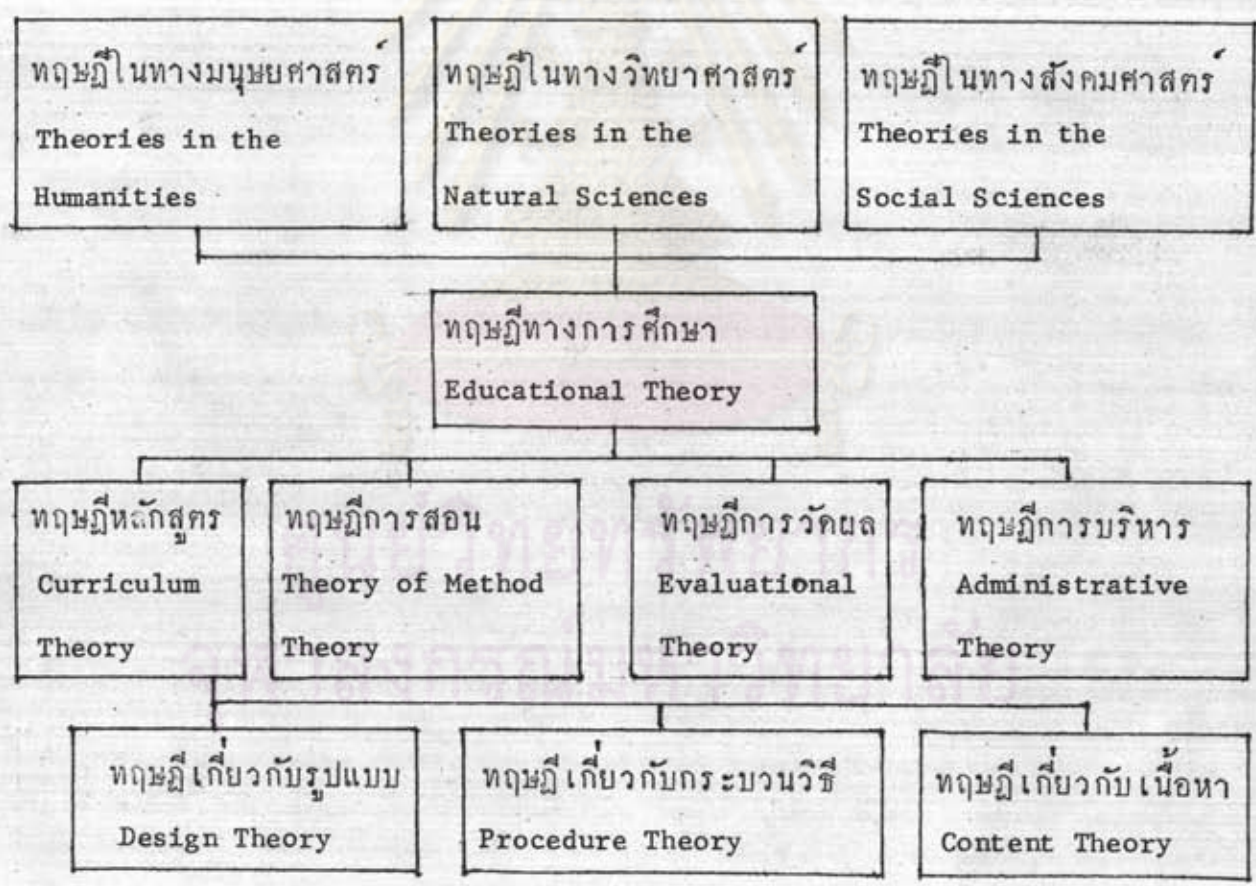 ทฤษฎีในทางมนุษยศาสตร์
Theories in the
Humanities
ทฤษฎีในทางวิทยาศาสตร์
Theories in the
Natural Sciences
ทฤษฎีในทางสังคมศาสตร์
Theories in the
Social Sciences
ทฤษฎีทางการศึกษา
Educational Theory
ทฤษฎีหลักสูตร
Curriculum
Theory
ทฤษฎีการสอน
Theory of Method
Theory
ทฤษฎีการวัดผล
Evaluational
Theory
ทฤษฎีการบริหาร
Administrative
Theory
ทฤษฎีเกี่ยวกับรูปแบบ
Design Theory
ทฤษฎีเกี่ยวกับกระบวนวิธี
Procedure Theory
ทฤษฎีเกี่ยวกับเนื้อหา
Content Theory